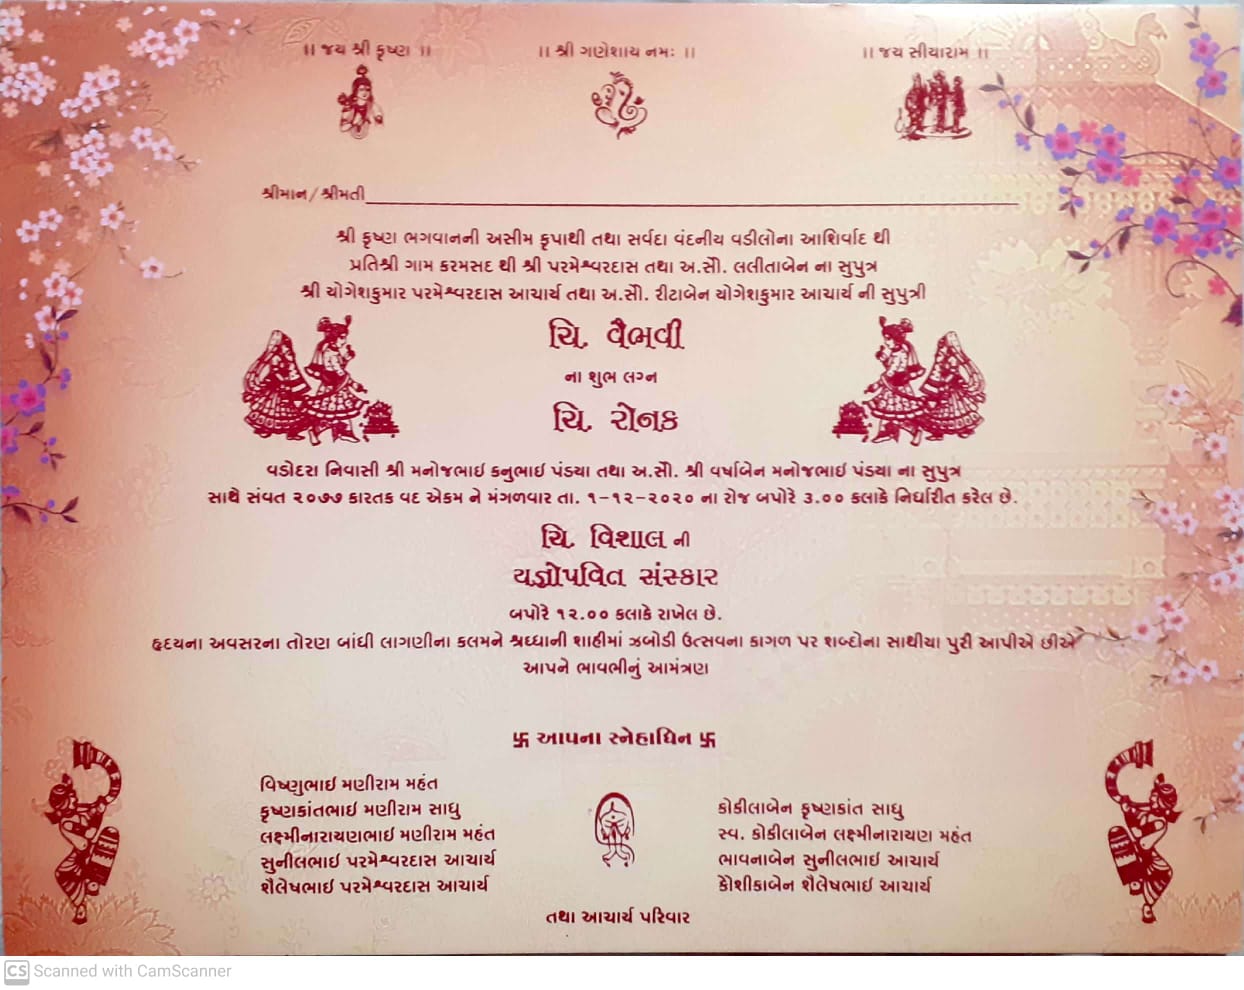 ।। જય શ્રી કૃષ્ણ ।।
।। શ્રી ગણેશાય નમઃ ।।
।। જય સીયારામ ।।
શ્રીમાન/શ્રીમતી
શ્રી કૃષ્ણ ભગવાનની અસીમ કૃપાથી તથા સર્વદા વંદનીય વડીલોના આશિર્વાદ થી
પ્રતિશ્રી ગામ કરમસદ થી શ્રી પરમેશ્વરદાસ તથા અ.સૌ. લલીતાબેન ના સુપુત્ર
શ્રી યોગેશકુમાર પરમેશ્વરદાસ આચાર્ય તથા અ.સૌ. રીટાબેન યોગેશકુમાર આચાર્ય ની સુપુત્રી
ચિ. વૈભવી
ના શુભ લગ્ન
ચિ. રોનક
વડોદરા નિવાસી શ્રી મનોજભાઈ કનુભાઈ પંડયા તથા અ.સૌ. શ્રી વર્ષાબેન મનોજભાઈ પંડયા ના સુપુત્ર
સાથે સંવત ૨૦૭૭ કારતક વદ એકમ ને મંગળવાર તા. ૧-૧૨-૨૦૨૦ ના રોજ બપોરે ૩.૦૦ કલાકે નિર્ધારીત કરેલ છે.
ચિ. વિશાલ ની
યજ્ઞોપવિત સંસ્કાર
બપોરે ૧૨.૦૦ કલાકે રાખેલ છે.
હૃદયના અવસરના તોરણ બાંધી લાગણીના કલમને શ્રધ્ધાની શાહીમાં ઝબોડી ઉત્સવના કાગળ પર શબ્દોના સાથીયા પુરી આપીએ છીએ
આપને ભાવભીનું આમંત્રણ
卐 આપના સ્નેહાધિન 卐
વિષ્ણુભાઈ મણીરામ મહંત
કૃષ્ણકાંતભાઈ મણીરામ સાધુ
લક્ષ્મીનારાયણભાઈ મણીરામ મહંત
સુનીલભાઈ પરમેશ્વરદાસ આચાર્ય
શૈલેષભાઈ પરમેશ્વરદાસ આચાર્ય
કોકીલાબેન કૃષ્ણકાંત સાધુ
સ્વ. કોકીલાબેન લક્ષ્મીનારાયણ મહંત
ભાવનાબેન સુનીલભાઈ આચાર્ય
કૌશીકાબેન શૈલેષભાઈ આચાર્ય
તથા આચાર્ય પરિવાર
CS Scanned with CamScanner